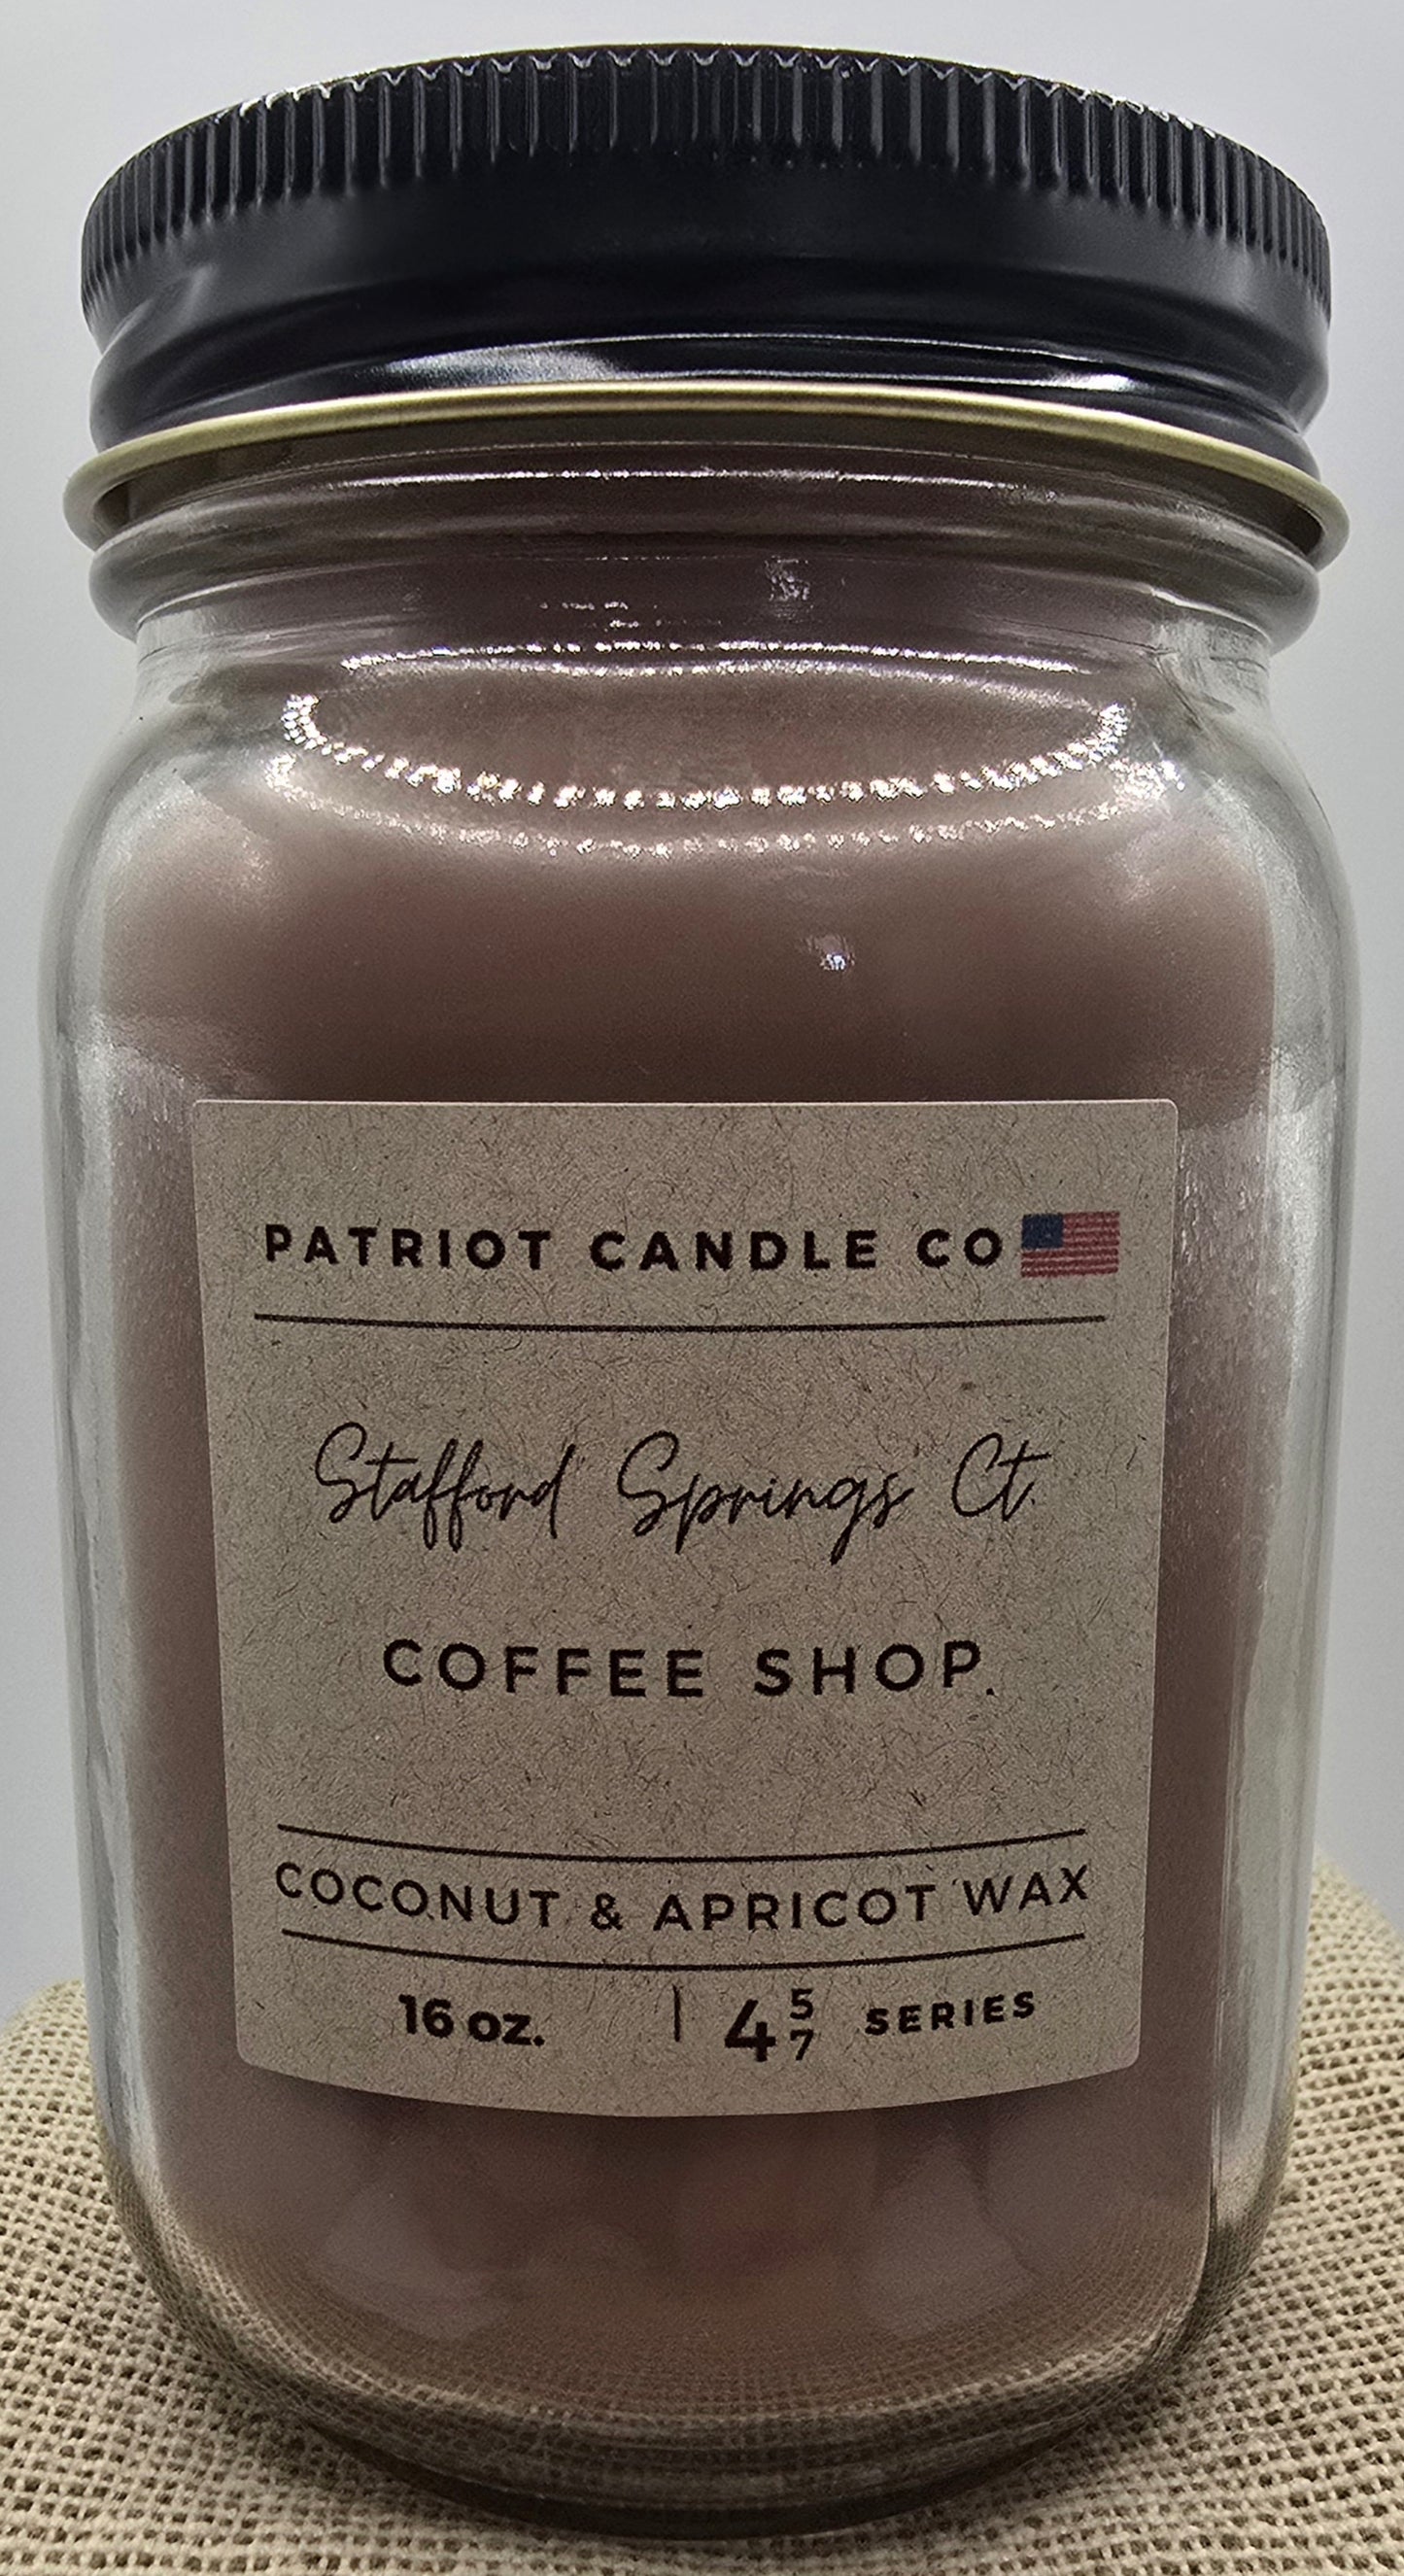 PATRIOT CANDLE CO
Stafford Springs Ct.
COFFEE SHOP.
COCONUT & APRICOT WAX
16 oz. | 4 5/7 SERIES